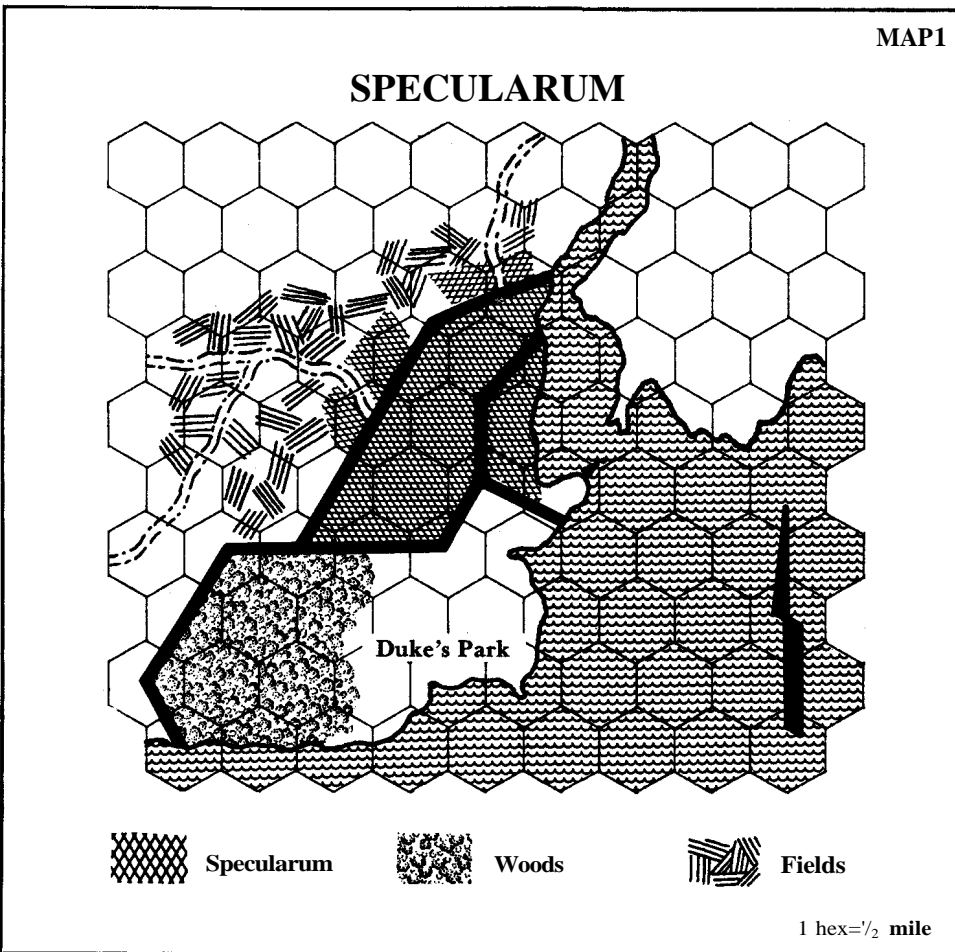 MAP1
SPECULARUM
Duke's Park
Specularum
Woods
Fields
1 hex=1/2 mile